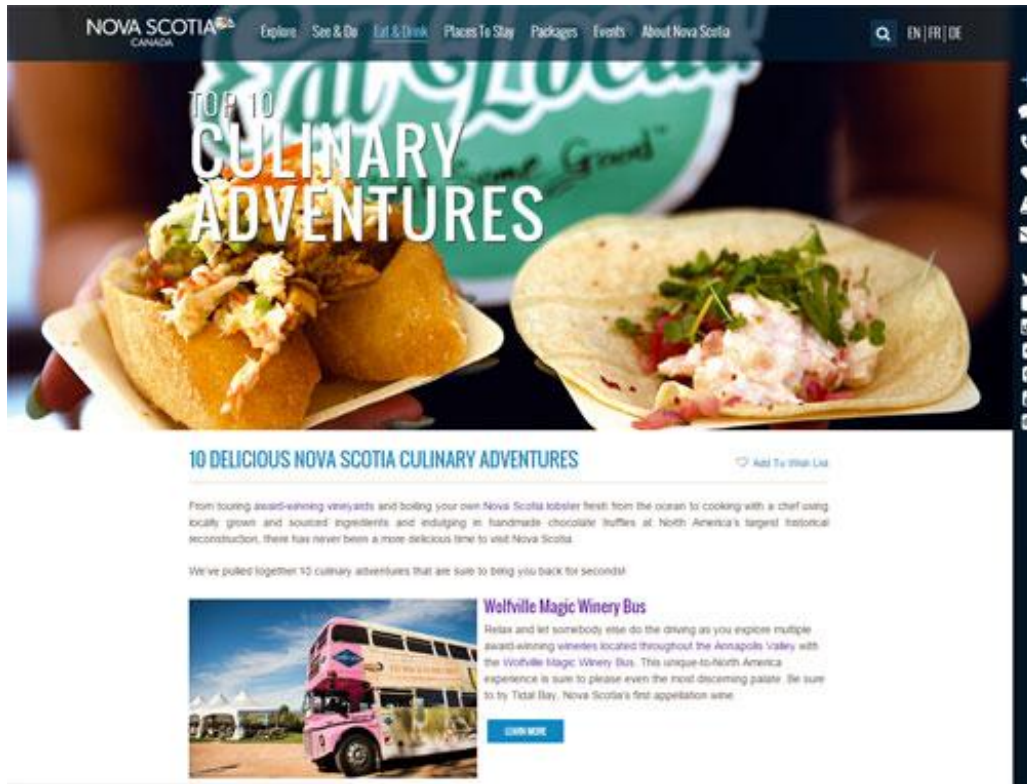 NOVA SCOTIA
CANADA
Explore See & Do Eat & Drink Places To Stay Packages Events About Nova Scotia
EN | FR | DE
Eat Local!
Some Good"
TOP 10
CULINARY
ADVENTURES
10 DELICIOUS NOVA SCOTIA CULINARY ADVENTURES
Add To Wish List
From touring award-winning vineyards and boiling your own Nova Scotia lobster fresh from the ocean to cooking with a chef using
locally grown and sourced ingredients and indulging in handmade chocolate truffles at North America's largest historical
reconstruction, there has never been a more delicious time to visit Nova Scotia.
We've pulled together 10 culinary adventures that are sure to bring you back for seconds!
Wolfville Magic Winery Bus
Relax and let somebody else do the driving as you explore multiple
award-winning wineries located throughout the Annapolis Valley with
the Wolfville Magic Winery Bus. This unique-to-North America
experience is sure to please even the most discerning palate. Be sure
to try Tidal Bay, Nova Scotia's first appellation wine.
LEARN MORE